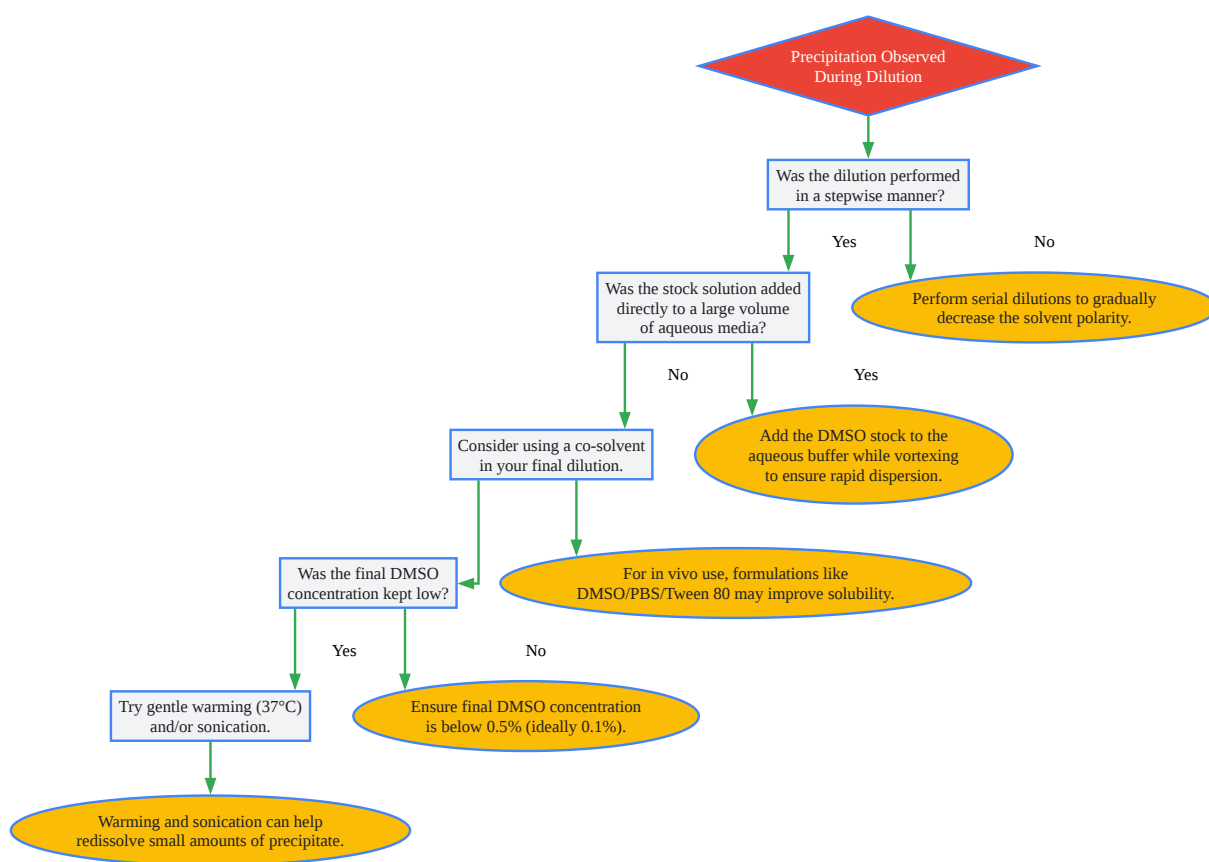 Precipitation Observed
During Dilution
Was the dilution performed
in a stepwise manner?
Yes
No
Was the stock solution added
directly to a large volume
of aqueous media?
Perform serial dilutions to gradually
decrease the solvent polarity.
No
Yes
Consider using a co-solvent
in your final dilution.
Add the DMSO stock to the
aqueous buffer while vortexing
to ensure rapid dispersion.
Was the final DMSO
concentration kept low?
For in vivo use, formulations like
DMSO/PBS/Tween 80 may improve solubility.
Yes
No
Try gentle warming (37°C)
and/or sonication.
Ensure final DMSO concentration
is below 0.5% (ideally 0.1%).
Warming and sonication can help
redissolve small amounts of precipitate.